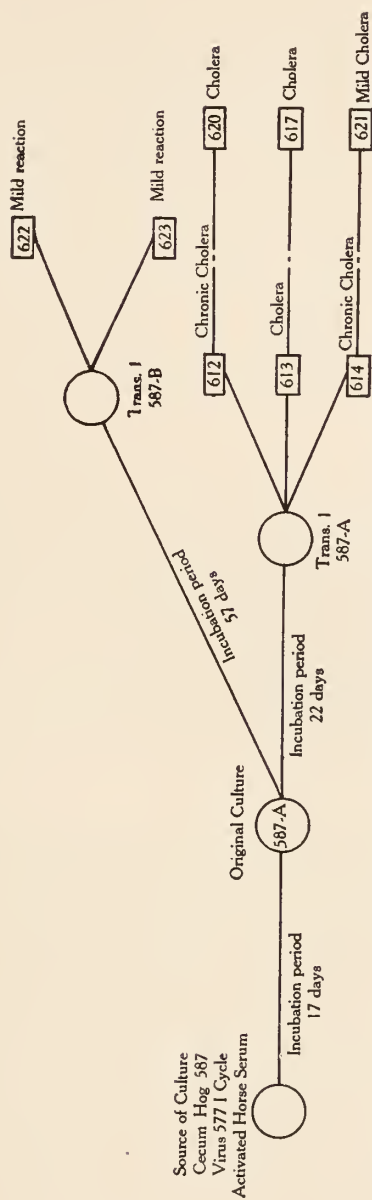 Source of Culture
Cecum Hog 587
Virus 577 I Cycle
Activated Horse Serum
Incubation period
17 days
Original Culture
587-A
Incubation period
57 days
Incubation period
22 days
Trans. I
587-B
622 Mild reaction
623 Mild reaction
Trans. I
587-A
612 Chronic Cholera
620 Cholera
613 Cholera
617 Cholera
614 Chronic Cholera
621 Mild Cholera